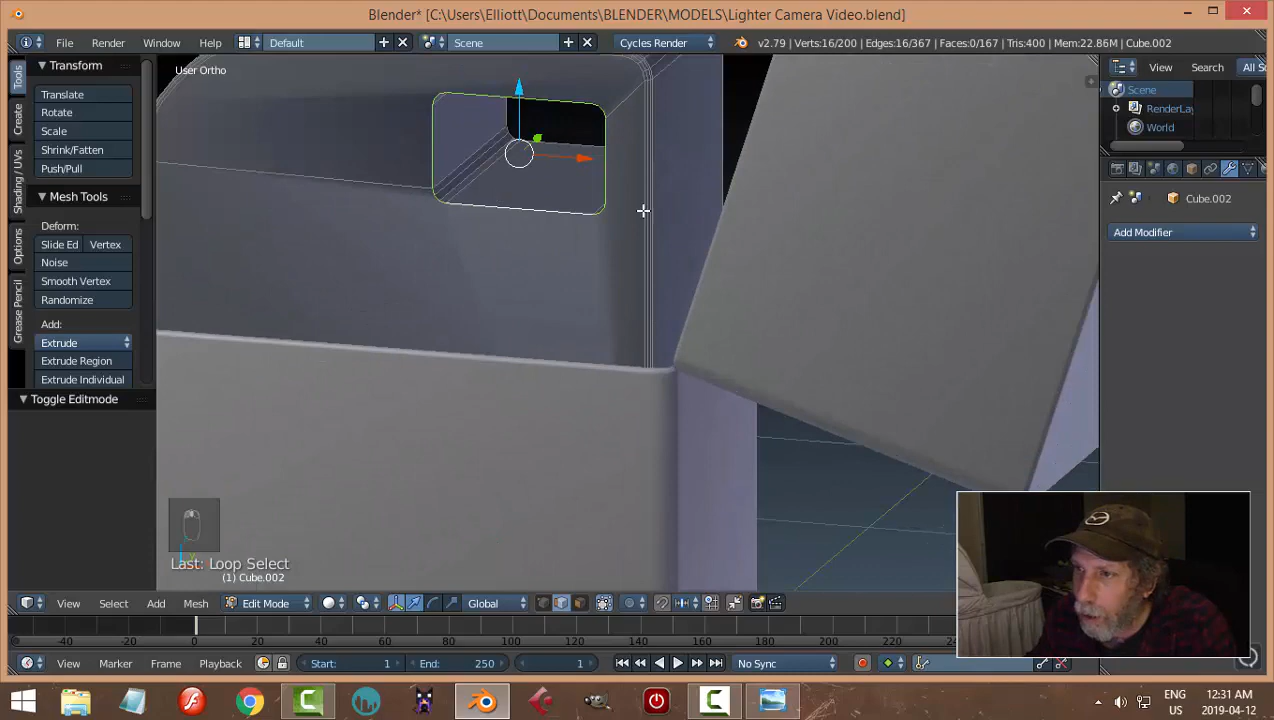 Blender* [C:\Users\Elliott\Documents\BLENDER\MODELS\Lighter Camera Video.blend]
File Render Window Help Default Scene Cycles Render v2.79 | Verts:16/200 | Edges:16/367 | Faces:0/167 | Tris:400 | Mem:22.86M | Cube.002
Tools
Create
Shading / UVs
Options
Grease Pencil
Transform
Translate
Rotate
Scale
Shrink/Fatten
Push/Pull
Mesh Tools
Deform:
Slide Ed Vertex
Noise
Smooth Vertex
Randomize
Add:
Extrude
Extrude Region
Extrude Individual
Toggle Editmode
User Ortho
Last: Loop Select
(1) Cube.002
View Search All Sc
Scene
RenderLay
World
Cube.002
Add Modifier
View Select Add Mesh Edit Mode Global
-40 -20 0 20 40 60 80 100 120 140 160 180 200 220
View Marker Frame Playback Start: 1 End: 250 1 No Sync
ENG 12:31 AM
US 2019-04-12